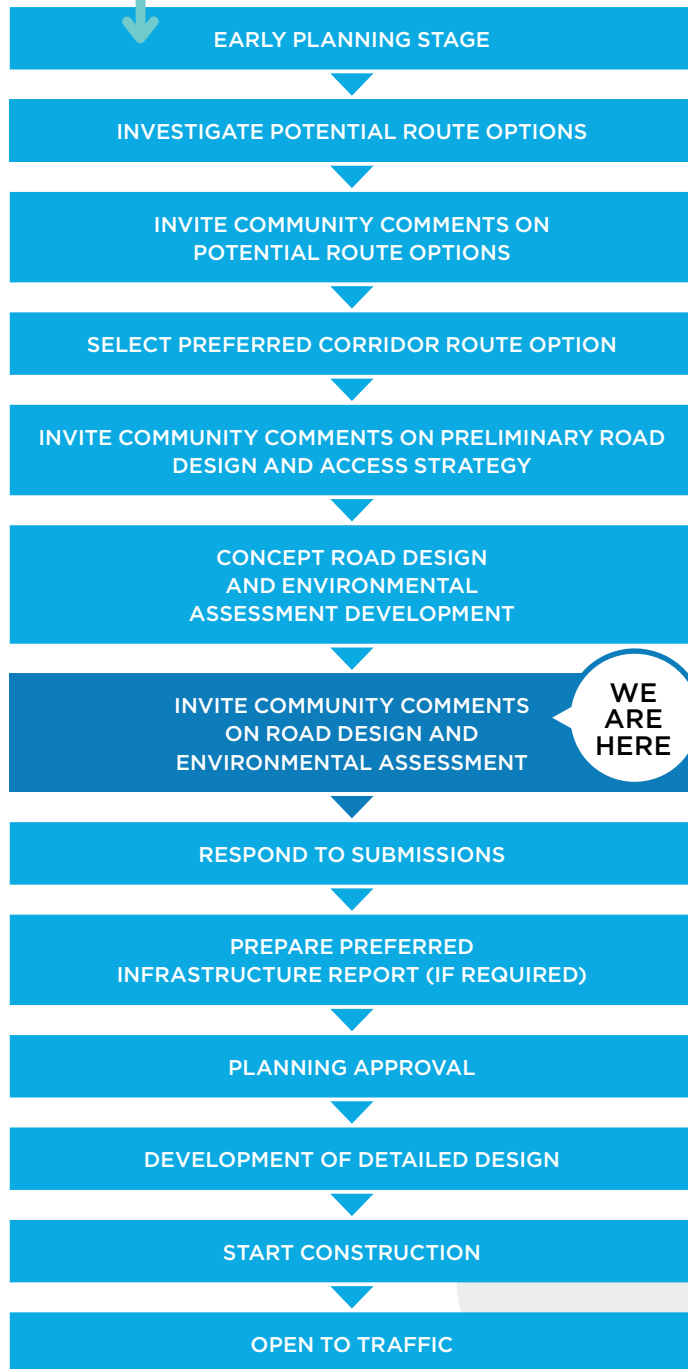 EARLY PLANNING STAGE
INVESTIGATE POTENTIAL ROUTE OPTIONS
INVITE COMMUNITY COMMENTS ON
POTENTIAL ROUTE OPTIONS
SELECT PREFERRED CORRIDOR ROUTE OPTION
INVITE COMMUNITY COMMENTS ON PRELIMINARY ROAD
DESIGN AND ACCESS STRATEGY
CONCEPT ROAD DESIGN
AND ENVIRONMENTAL
ASSESSMENT DEVELOPMENT
INVITE COMMUNITY COMMENTS
ON ROAD DESIGN AND
ENVIRONMENTAL ASSESSMENT
WE
ARE
HERE
RESPOND TO SUBMISSIONS
PREPARE PREFERRED
INFRASTRUCTURE REPORT (IF REQUIRED)
PLANNING APPROVAL
DEVELOPMENT OF DETAILED DESIGN
START CONSTRUCTION
OPEN TO TRAFFIC